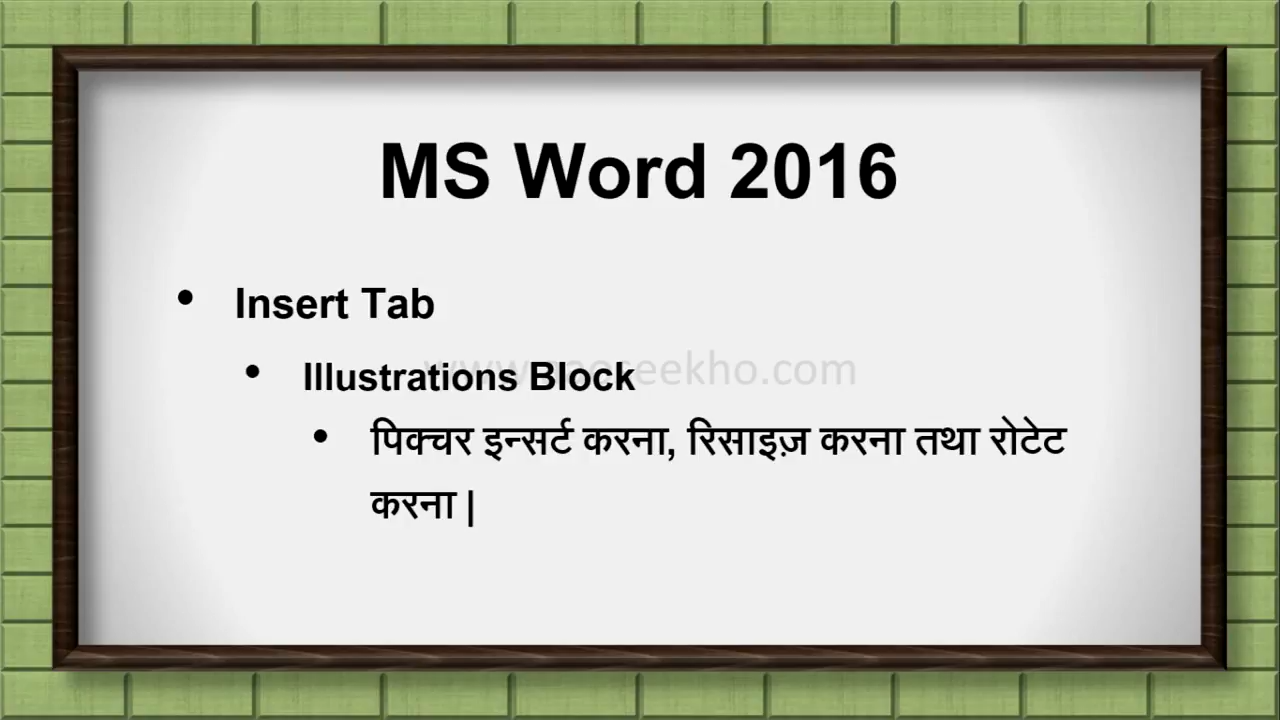 MS Word 2016
• Insert Tab
• Illustrations Block
• पिक्चर इन्सर्ट करना, रिसाइज़ करना तथा रोटेट
करना |